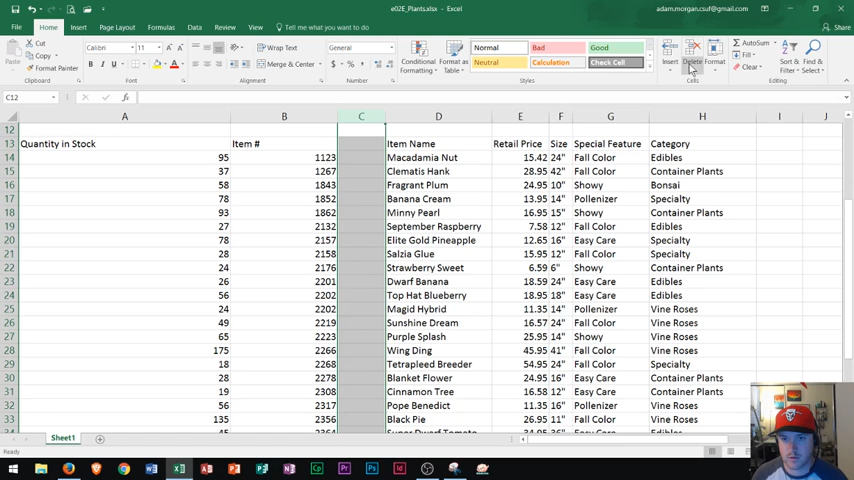 e02E_Plants.xlsx - Excel
adam.morgan.csuf@gmail.com
File Home Insert Page Layout Formulas Data Review View Tell me what you want to do Share
Cut
Copy
Format Painter
Paste
Clipboard
Calibri 11
B I U
Font
Wrap Text
Merge & Center
Alignment
General
$ % ,
Number
Conditional Formatting
Format as Table
Normal Bad Good
Neutral Calculation Check Cell
Styles
Insert Delete Format
Cells
AutoSum
Fill
Clear
Sort & Filter
Find & Select
Editing
C12 fx
A B C D E F G H I J
12
13 Quantity in Stock Item # Item Name Retail Price Size Special Feature Category
14 95 1123 Macadamia Nut 15.42 24" Fall Color Edibles
15 37 1267 Clematis Hank 28.95 42" Fall Color Container Plants
16 58 1843 Fragrant Plum 24.95 10" Showy Bonsai
17 78 1852 Banana Cream 13.95 14" Pollenizer Specialty
18 93 1862 Minny Pearl 16.95 15" Showy Container Plants
19 27 2132 September Raspberry 7.58 12" Fall Color Edibles
20 78 2157 Elite Gold Pineapple 12.65 16" Easy Care Specialty
21 28 2158 Salzia Glue 15.95 12" Fall Color Specialty
22 24 2176 Strawberry Sweet 6.59 6" Showy Container Plants
23 26 2201 Dwarf Banana 18.59 24" Easy Care Edibles
24 56 2202 Top Hat Blueberry 18.95 18" Easy Care Edibles
25 24 2202 Magid Hybrid 11.35 14" Pollenizer Vine Roses
26 49 2219 Sunshine Dream 16.57 24" Fall Color Vine Roses
27 65 2223 Purple Splash 25.95 14" Showy Vine Roses
28 175 2266 Wing Ding 45.95 41" Fall Color Vine Roses
29 18 2268 Tetrapleed Breeder 54.95 24" Fall Color Specialty
30 28 2278 Blanket Flower 24.95 16" Easy Care Container Plants
31 19 2308 Cinnamon Tree 16.58 12" Easy Care Container Plants
32 56 2317 Pope Benedict 11.35 16" Pollenizer Vine Roses
33 135 2356 Black Pie 26.95 11" Fall Color Vine Roses
45 2364 Super Dwarf Tomato 34.95 36" Easy Care Edibles
Sheet1